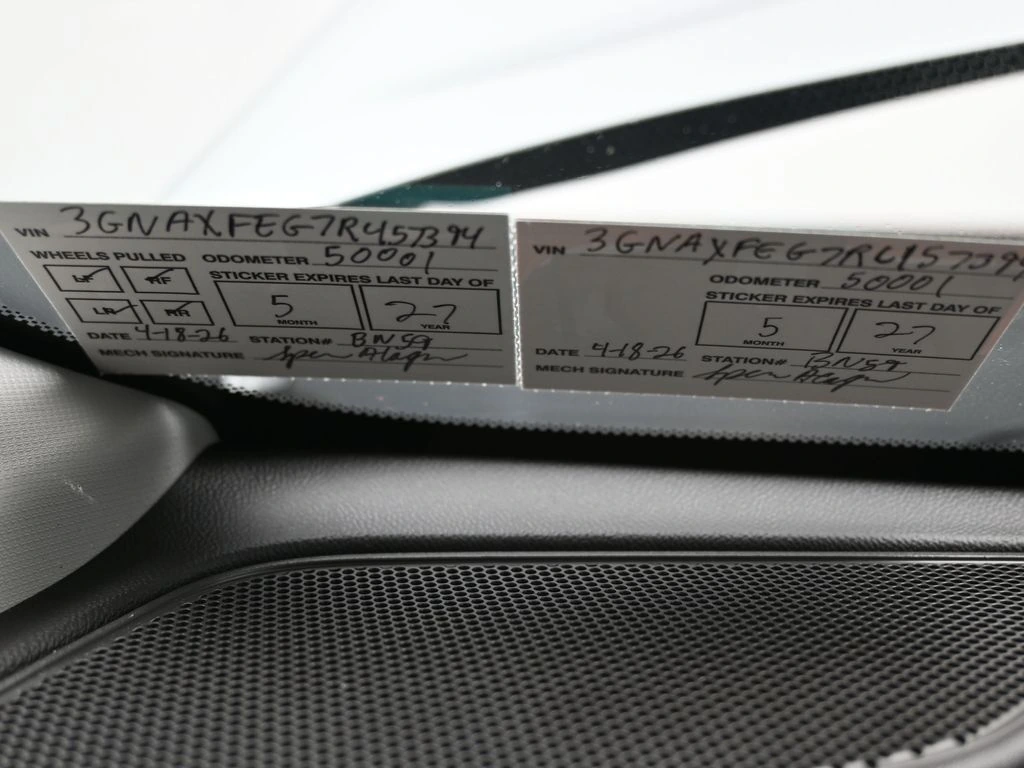 VIN 3GNAXFEG7RL157394
WHEELS PULLED ODOMETER 50001
LF RF STICKER EXPIRES LAST DAY OF
5 27
LR RR MONTH YEAR
DATE 4-18-26 STATION# BN59
MECH SIGNATURE
VIN 3GNAXFEG7RL157394
ODOMETER 50001
STICKER EXPIRES LAST DAY OF
5 27
MONTH YEAR
DATE 4-18-26 STATION# BN59
MECH SIGNATURE